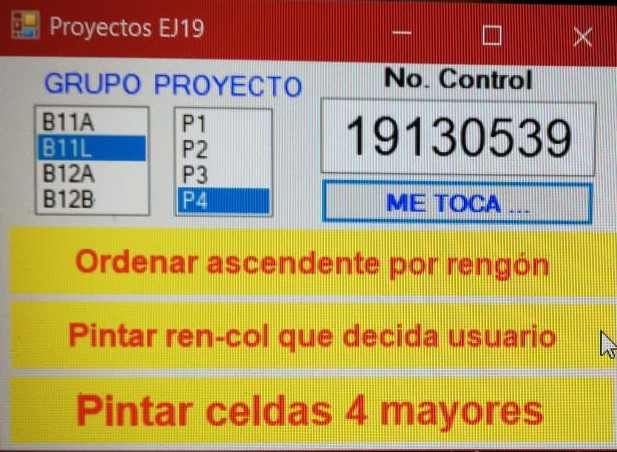 Proyectos EJ19
GRUPO PROYECTO
No. Control
B11A
B11L
B12A
B12B
P1
P2
P3
P4
19130539
ME TOCA ...
Ordenar ascendente por rengón
Pintar ren-col que decida usuario
Pintar celdas 4 mayores